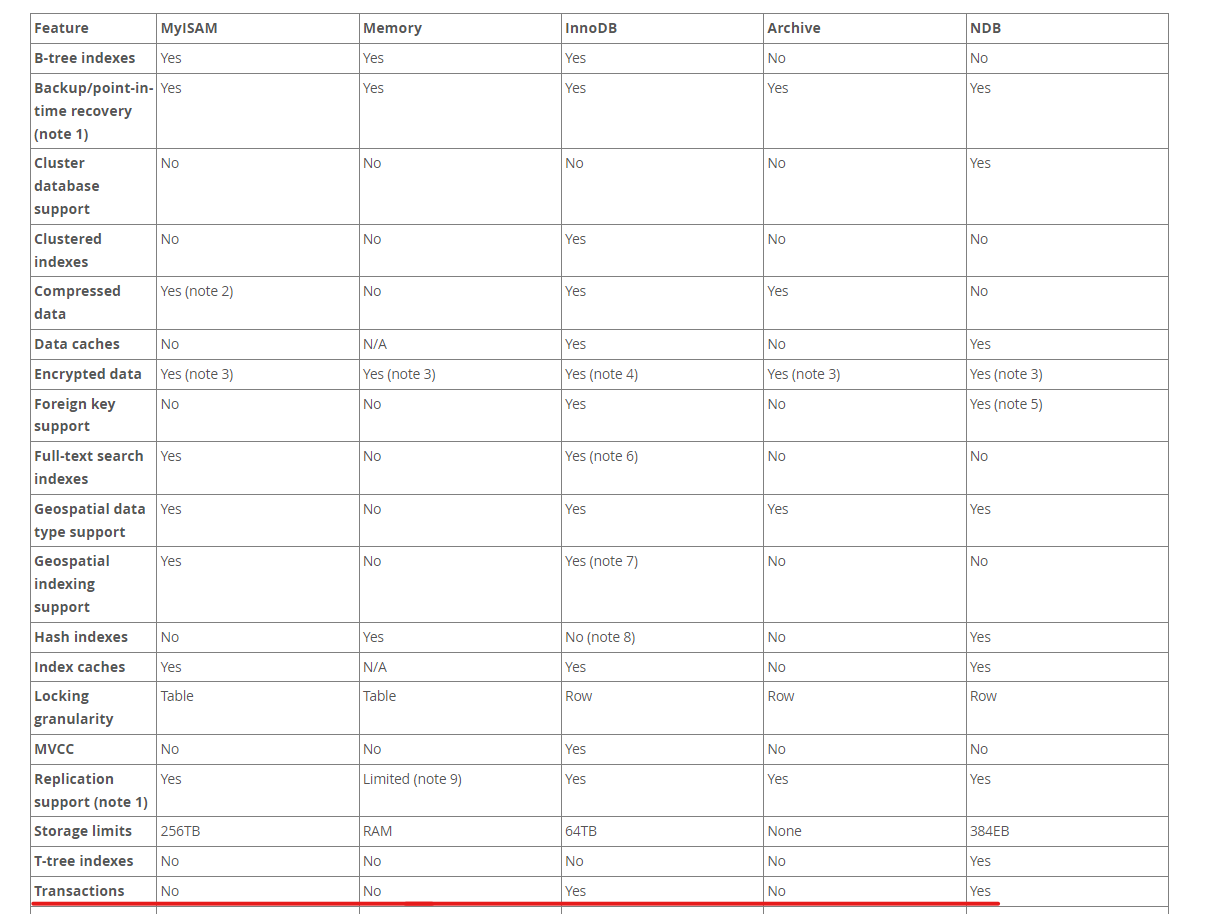 Feature MyISAM Memory InnoDB Archive NDB
B-tree indexes Yes Yes Yes No No
Backup/point-in- Yes Yes Yes Yes Yes
time recovery
(note 1)
Cluster No No No No Yes
database
support
Clustered No No Yes No No
indexes
Compressed Yes (note 2) No Yes Yes No
data
Data caches No N/A Yes No Yes
Encrypted data Yes (note 3) Yes (note 3) Yes (note 4) Yes (note 3) Yes (note 3)
Foreign key No No Yes No Yes (note 5)
support
Full-text search Yes No Yes (note 6) No No
indexes
Geospatial data Yes No Yes Yes Yes
type support
Geospatial Yes No Yes (note 7) No No
indexing
support
Hash indexes No Yes No (note 8) No Yes
Index caches Yes N/A Yes No Yes
Locking Table Table Row Row Row
granularity
MVCC No No Yes No No
Replication Yes Limited (note 9) Yes Yes Yes
support (note 1)
Storage limits 256TB RAM 64TB None 384EB
T-tree indexes No No No No Yes
Transactions No No Yes No Yes